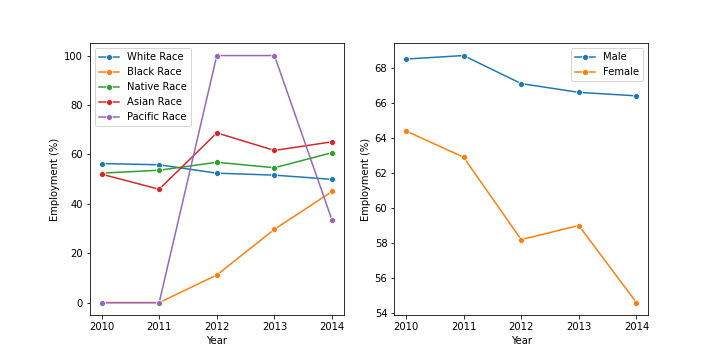 100
80
60
40
20
0
Employment (%)
White Race
Black Race
Native Race
Asian Race
Pacific Race
2010 2011 2012 2013 2014
Year
68
66
64
62
60
58
56
54
Employment (%)
Male
Female
2010 2011 2012 2013 2014
Year